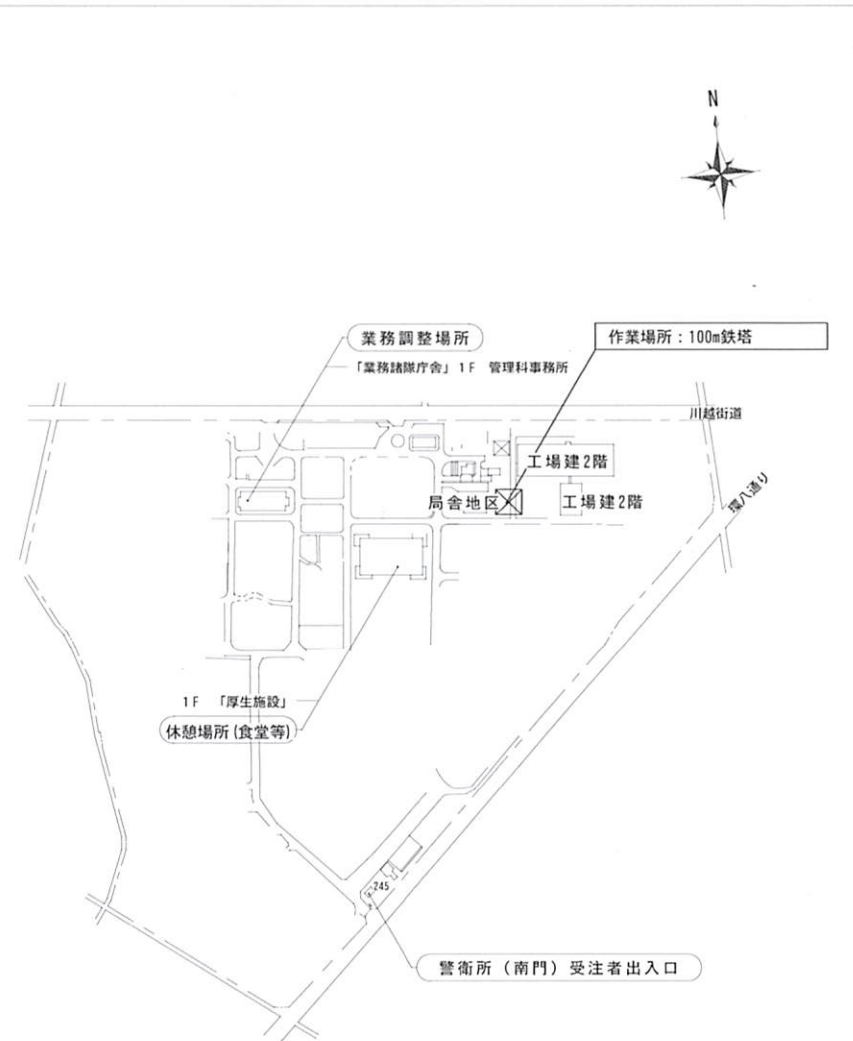 N
業務調整場所
作業場所：100m鉄塔
「業務諸隊庁舎」1F 管理科事務所
川越街道
工場建2階
環八通り
局舎地区
工場建2階
1F 「厚生施設」
休憩場所(食堂等)
245
警衛所（南門）受注者出入口